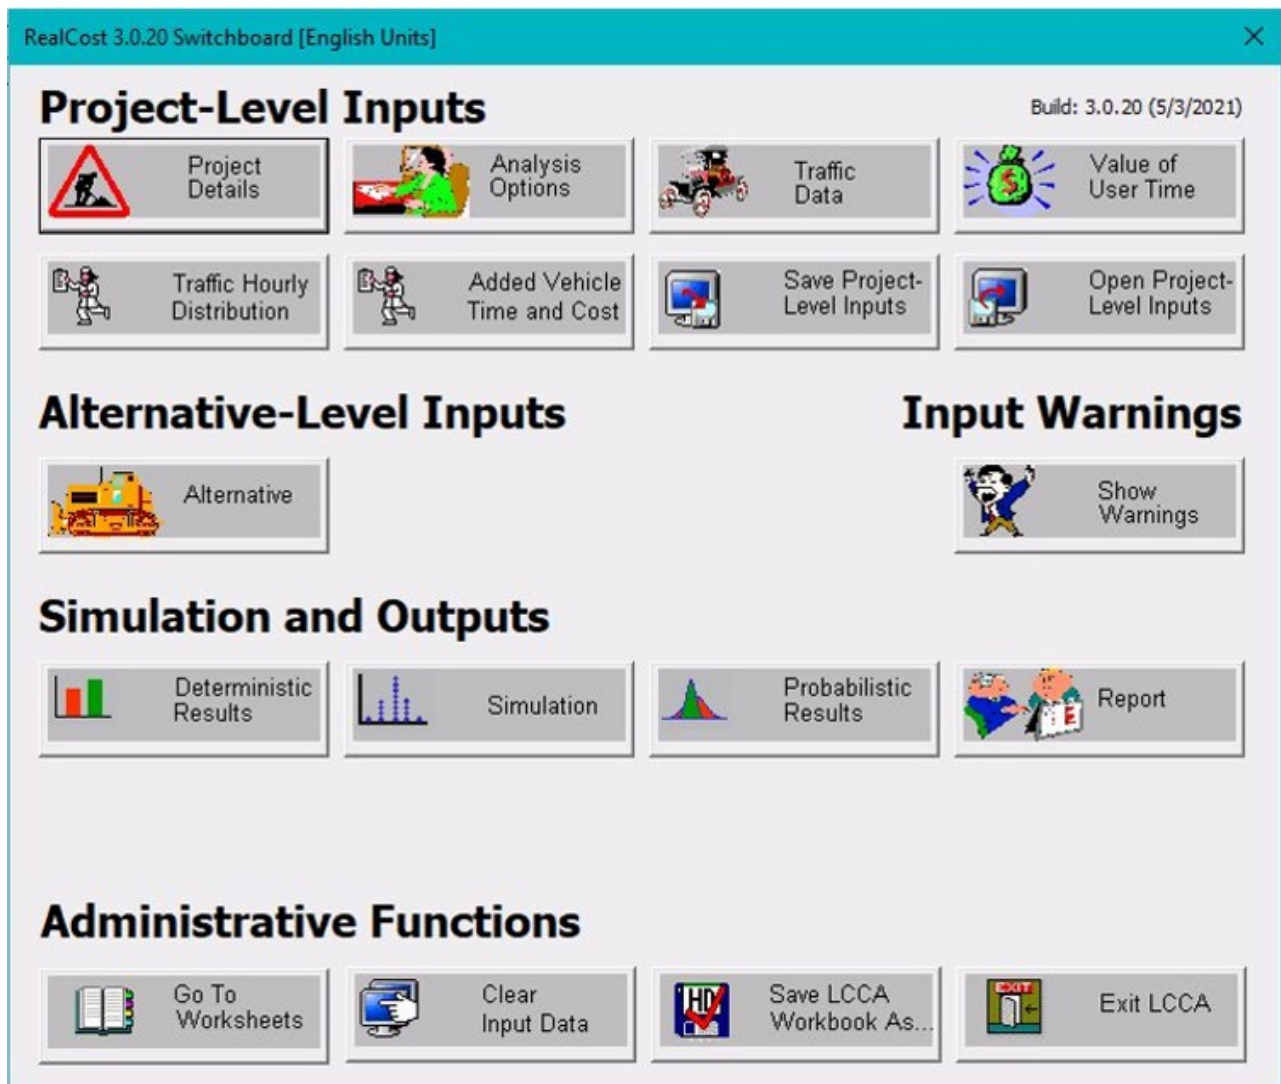 RealCost 3.0.20 Switchboard [English Units]
Project-Level Inputs
Build: 3.0.20 (5/3/2021)
Project
Details
Analysis
Options
Traffic
Data
Value of
User Time
Traffic Hourly
Distribution
Added Vehicle
Time and Cost
Save Project-
Level Inputs
Open Project-
Level Inputs
Alternative-Level Inputs
Input Warnings
Alternative
Show
Warnings
Simulation and Outputs
Deterministic
Results
Simulation
Probabilistic
Results
Report
Administrative Functions
Go To
Worksheets
Clear
Input Data
HD
Save LCCA
Workbook As...
EXIT
Exit LCCA